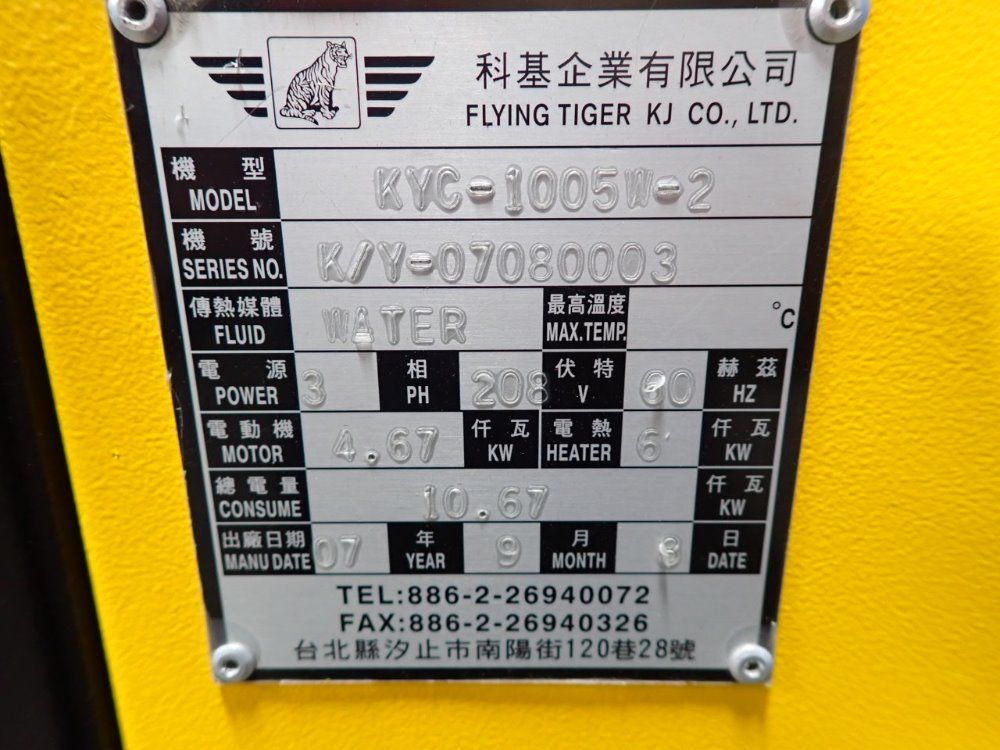 科基企業有限公司
FLYING TIGER KJ CO., LTD.
機型 MODEL KYC-1005W-2
機號 SERIES NO. K/Y-07080003
傳熱媒體 FLUID WATER 最高溫度 MAX.TEMP. °C
電源 POWER 3 相 PH 208 伏特 V 60 赫茲 HZ
電動機 MOTOR 4.67 仟瓦 KW 電熱 HEATER 6 仟瓦 KW
總電量 CONSUME 10.67 仟瓦 KW
出廠日期 MANU DATE 07 年 YEAR 9 月 MONTH 8 日 DATE
TEL:886-2-26940072
FAX:886-2-26940326
台北縣汐止市南陽街120巷28號